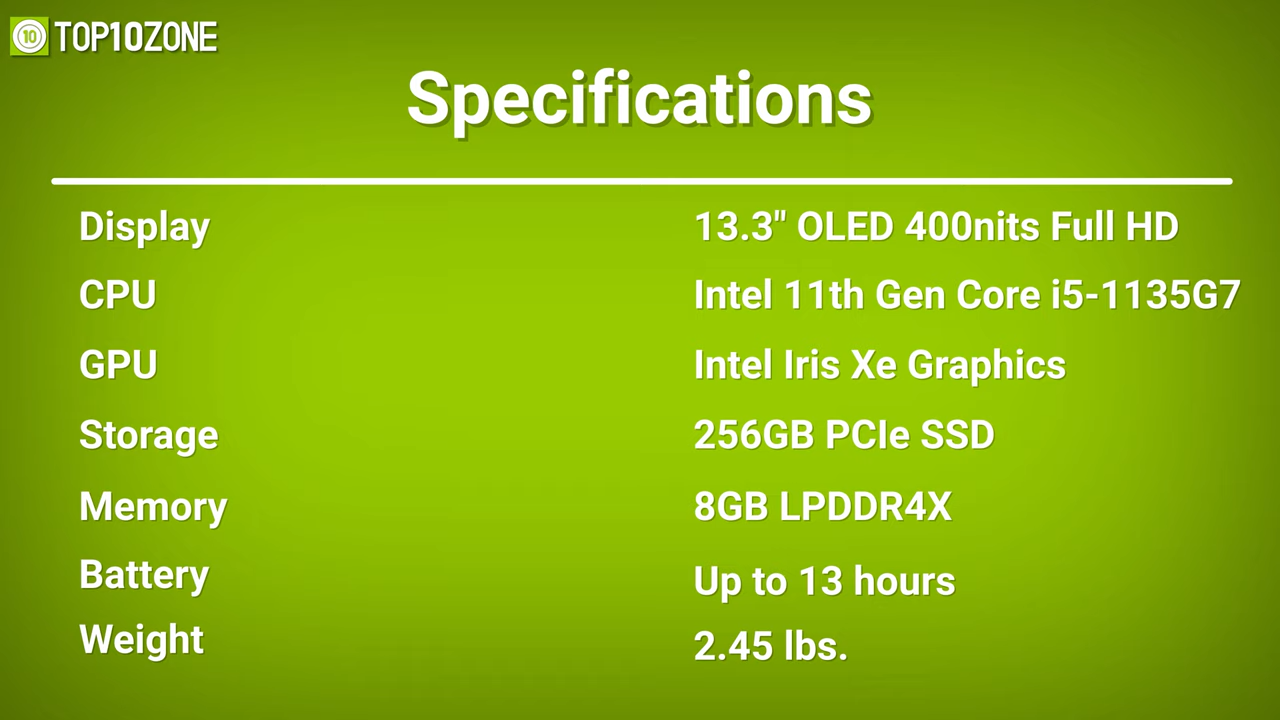 10 TOP10ZONE
Specifications
Display 13.3" OLED 400nits Full HD
CPU Intel 11th Gen Core i5-1135G7
GPU Intel Iris Xe Graphics
Storage 256GB PCIe SSD
Memory 8GB LPDDR4X
Battery Up to 13 hours
Weight 2.45 lbs.